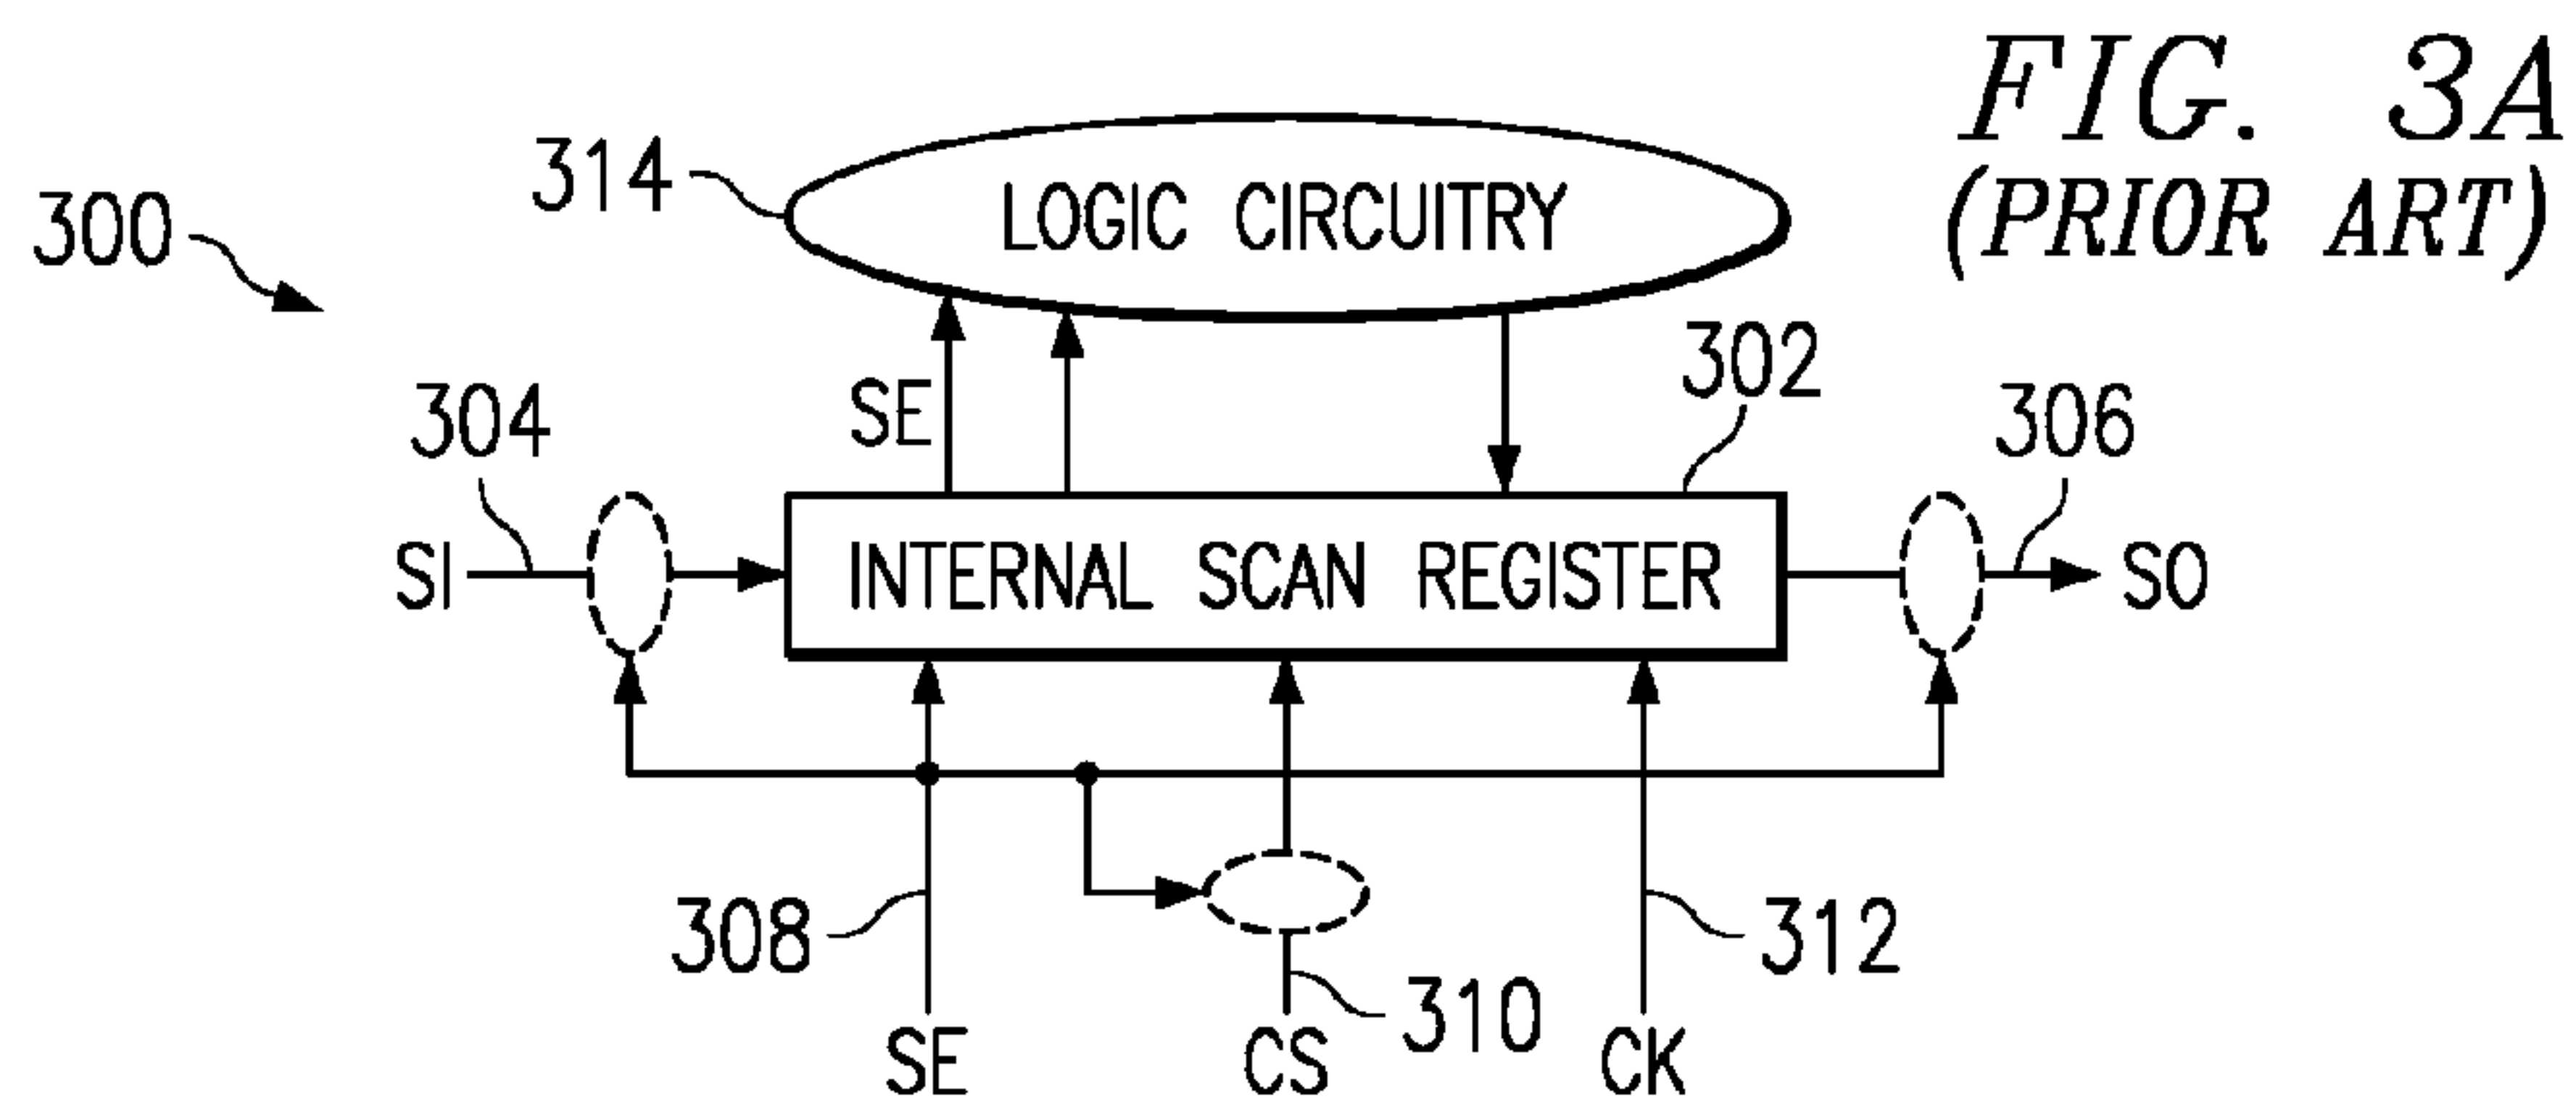 FIG. 3A
(PRIOR ART)
314
LOGIC CIRCUITRY
300
302
SE
304
306
SI
INTERNAL SCAN REGISTER
SO
308
312
310
SE
CS
CK